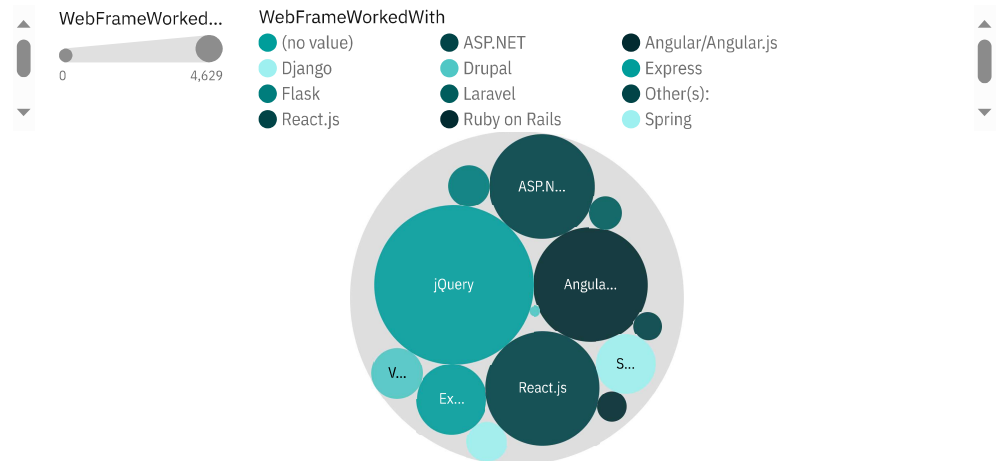 WebFrameWorked...
0
4,629
WebFrameWorkedWith
(no value)
ASP.NET
Angular/Angular.js
Django
Drupal
Express
Flask
Laravel
Other(s):
React.js
Ruby on Rails
Spring
ASP.N...
jQuery
Angula...
S...
V...
React.js
Ex...